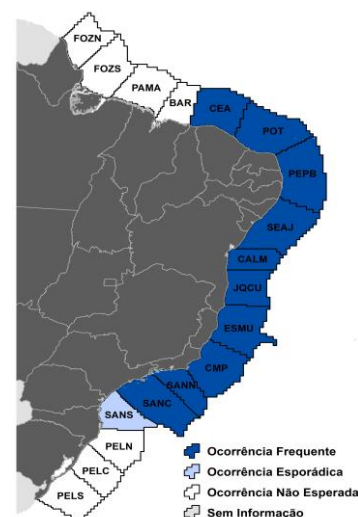 FOZN
FOZS
PAMA
BAR
CEA
POT
PEPB
SEAJ
CALM
JQCU
ESMU
CMP
SANN
SANC
SANS
PELN
PELC
PELS
Ocorrência Frequente
Ocorrência Esporádica
Ocorrência Não Esperada
Sem Informação